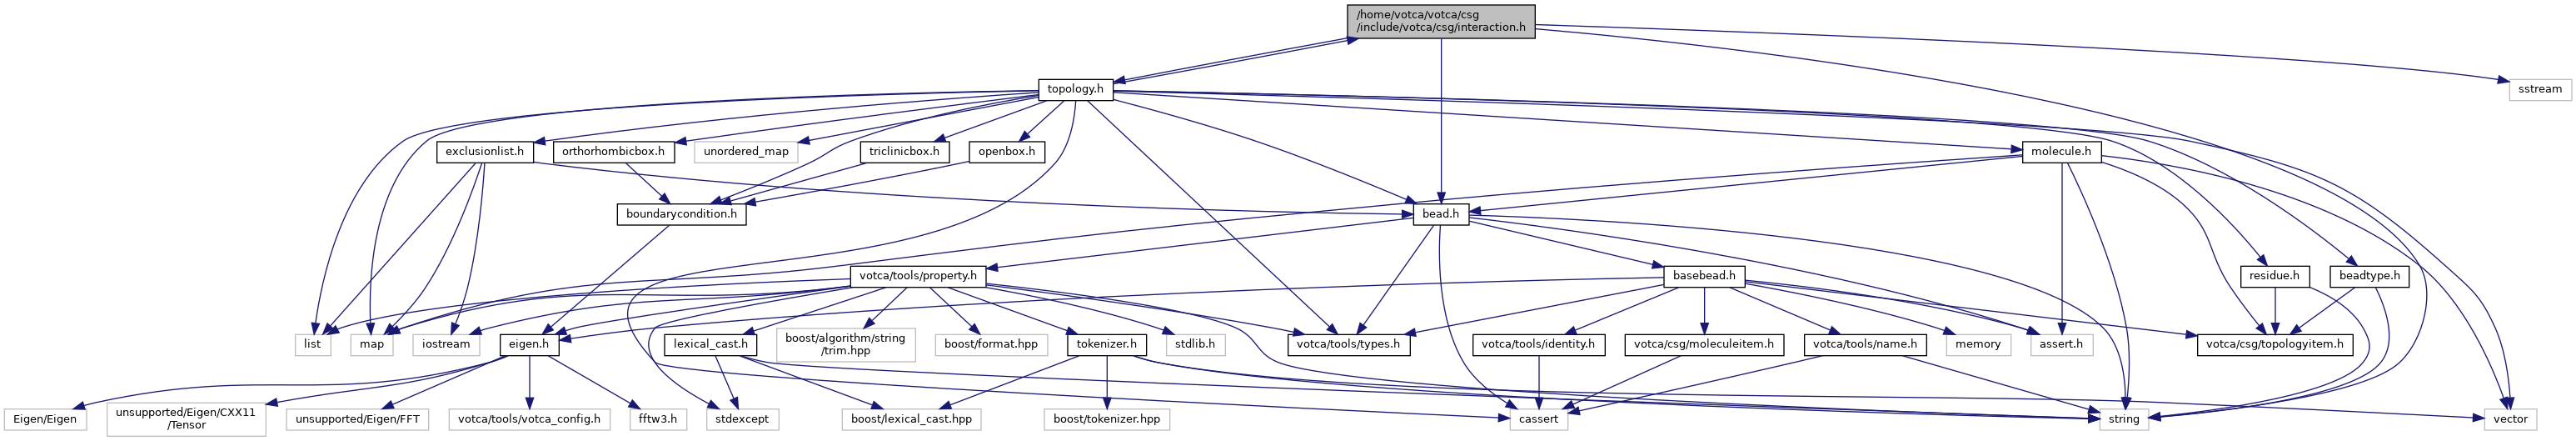 /home/votca/votca/csg
/include/votca/csg/interaction.h
topology.h
sstream
exclusionlist.h
orthorhombicbox.h
unordered_map
triclinicbox.h
openbox.h
molecule.h
boundarycondition.h
bead.h
votca/tools/property.h
basebead.h
residue.h
beadtype.h
list
map
iostream
eigen.h
lexical_cast.h
boost/algorithm/string
/trim.hpp
boost/format.hpp
tokenizer.h
stdlib.h
votca/tools/types.h
votca/tools/identity.h
votca/csg/moleculeitem.h
votca/tools/name.h
memory
assert.h
votca/csg/topologyitem.h
Eigen/Eigen
unsupported/Eigen/CXX11
/Tensor
unsupported/Eigen/FFT
votca/tools/votca_config.h
fftw3.h
stdexcept
boost/lexical_cast.hpp
boost/tokenizer.hpp
cassert
string
vector